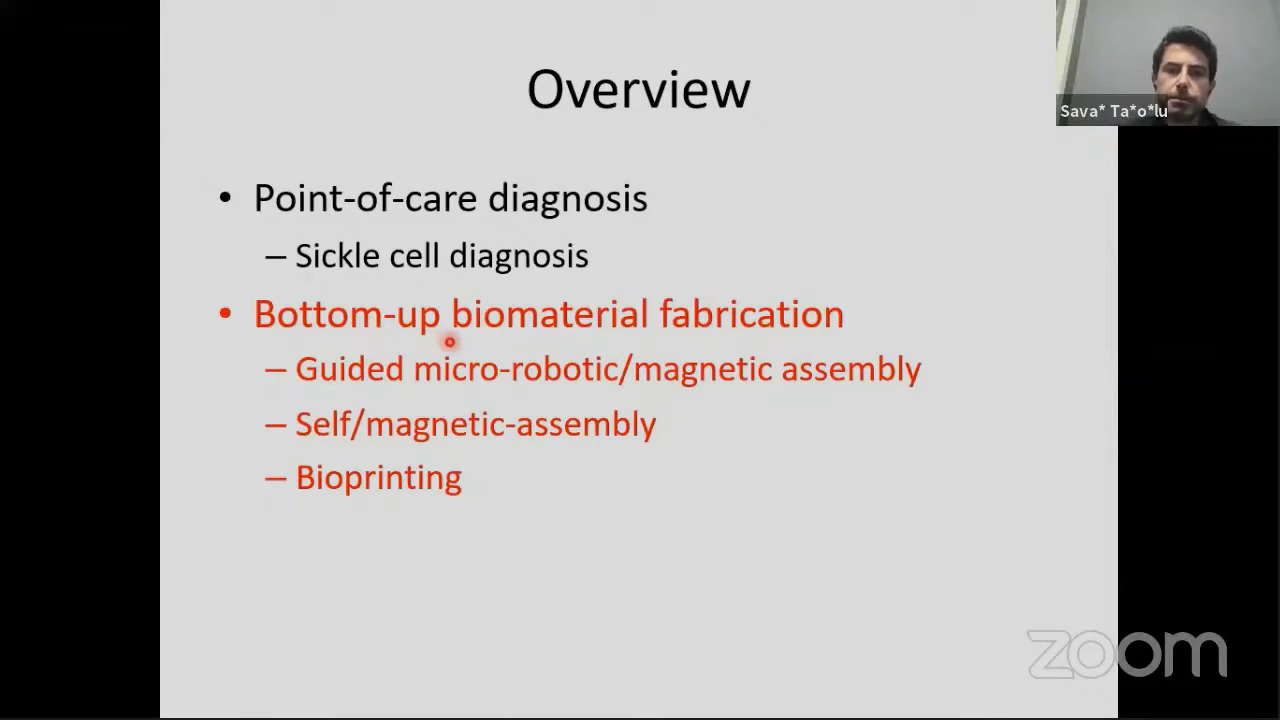 Overview
Sava* Ta*o*lu
• Point-of-care diagnosis
– Sickle cell diagnosis
• Bottom-up biomaterial fabrication
– Guided micro-robotic/magnetic assembly
– Self/magnetic-assembly
– Bioprinting
zoom